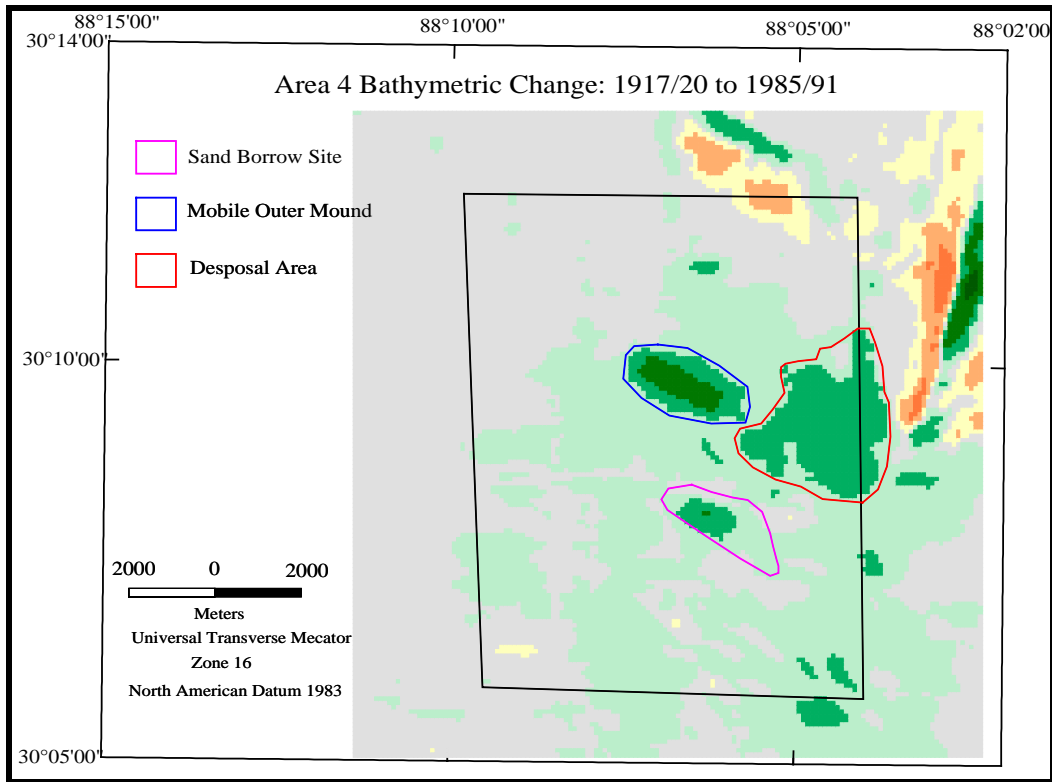 88°15'00" 88°10'00" 88°05'00" 88°02'00"
30°14'00"
Area 4 Bathymetric Change: 1917/20 to 1985/91
Sand Borrow Site
Mobile Outer Mound
Desposal Area
30°10'00"
2000 0 2000
Meters
Universal Transverse Mecator
Zone 16
North American Datum 1983
30°05'00"